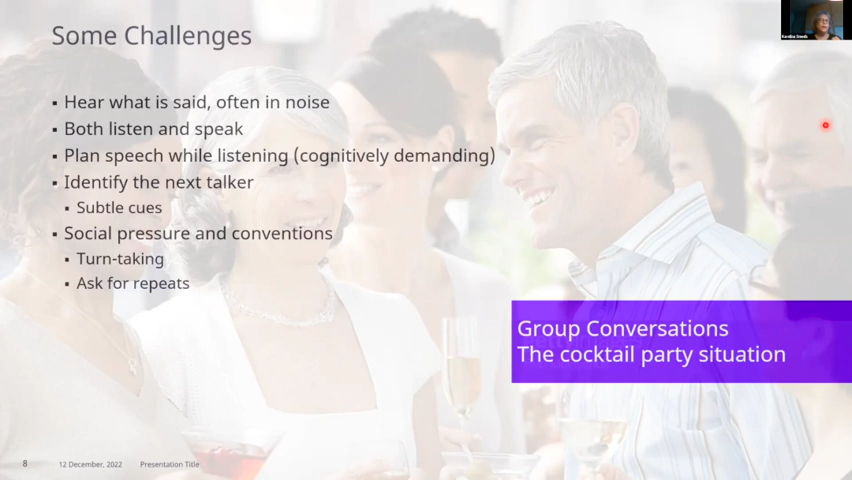 Some Challenges
▪ Hear what is said, often in noise
▪ Both listen and speak
▪ Plan speech while listening (cognitively demanding)
▪ Identify the next talker
▪ Subtle cues
▪ Social pressure and conventions
▪ Turn-taking
▪ Ask for repeats
Group Conversations
The cocktail party situation
8 12 December, 2022 Presentation Title